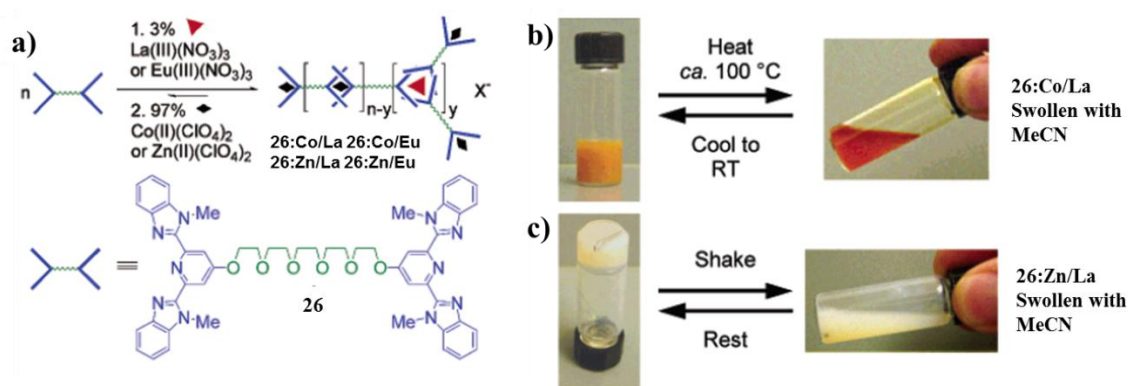 a)
1. 3%
La(III)(NO₃)₃
or Eu(III)(NO₃)₃
n
2. 97%
Co(II)(ClO₄)₂
or Zn(II)(ClO₄)₂
n-y
y
X⁻
26:Co/La 26:Co/Eu
26:Zn/La 26:Zn/Eu
N Me
N
N
N
N
N
N Me
O O O O O O O
26
Me N
N
N
N
N
Me N
b)
Heat
ca. 100 °C
Cool to
RT
26:Co/La
Swollen with
MeCN
c)
Shake
Rest
26:Zn/La
Swollen with
MeCN